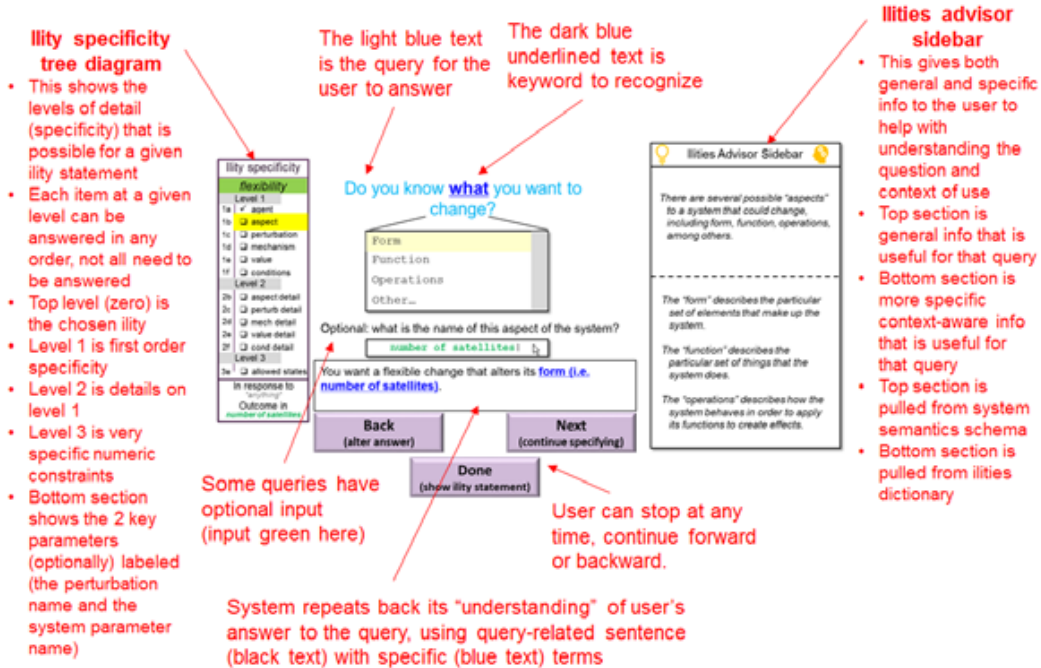 Ility specificity
tree diagram
• This shows the
levels of detail
(specificity) that is
possible for a given
ility statement
• Each item at a given
level can be
answered in any
order, not all need to
be answered
• Top level (zero) is
the chosen ility
• Level 1 is first order
specificity
• Level 2 is details on
level 1
• Level 3 is very
specific numeric
constraints
• Bottom section
shows the 2 key
parameters
(optionally) labeled
(the perturbation
name and the
system parameter
name)
The light blue text
is the query for the
user to answer
The dark blue
underlined text is
keyword to recognize
Ility specificity
flexibility
Level 1
1a ✓ agent
1b ❑ aspect
1c ❑ perturbation
1d ❑ mechanism
1e ❑ value
1f ❑ conditions
Level 2
2b ❑ aspect detail
2c ❑ perturb detail
2d ❑ mech detail
2e ❑ value detail
2f ❑ cond detail
Level 3
3a ❑ allowed states
In response to
"anything"
Outcome in
number of satellites
Do you know what you want to
change?
Form
Function
Operations
Other…
Optional: what is the name of this aspect of the system?
number of satellites
You want a flexible change that alters its form (i.e.
number of satellites).
Back
(alter answer)
Next
(continue specifying)
Done
(show ility statement)
Some queries have
optional input
(input green here)
User can stop at any
time, continue forward
or backward.
System repeats back its “understanding” of user’s
answer to the query, using query-related sentence
(black text) with specific (blue text) terms
Ilities Advisor Sidebar
There are several possible “aspects”
to a system that could change,
including form, function, operations,
among others.
The “form” describes the particular
set of elements that make up the
system.
The “function” describes the
particular set of things that the
system does.
The “operations” describes how the
system behaves in order to apply
its functions to create effects.
Ilities advisor
sidebar
• This gives both
general and specific
info to the user to
help with
understanding the
question and
context of use
• Top section is
general info that is
useful for that query
• Bottom section is
more specific
context-aware info
that is useful for
that query
• Top section is
pulled from system
semantics schema
• Bottom section is
pulled from ilities
dictionary